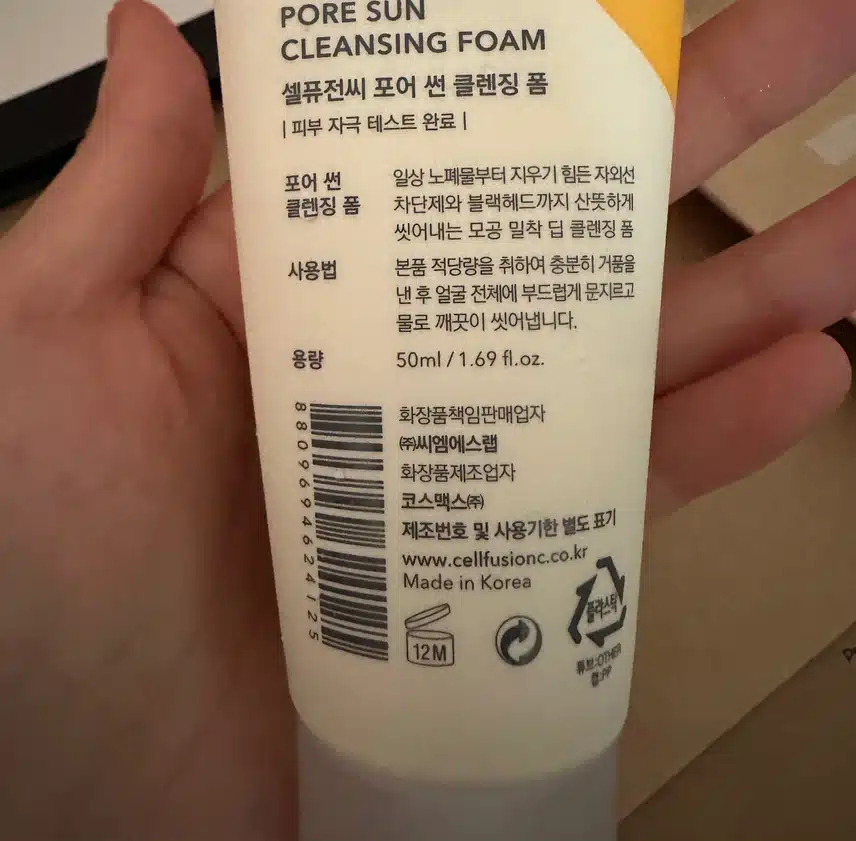 PORE SUN
CLEANSING FOAM
셀퓨전씨 포어 썬 클렌징 폼
| 피부 자극 테스트 완료 |
포어 썬
클렌징 폼
일상 노폐물부터 지우기 힘든 자외선
차단제와 블랙헤드까지 산뜻하게
씻어내는 모공 밀착 딥 클렌징 폼
사용법
본품 적당량을 취하여 충분히 거품을
낸 후 얼굴 전체에 부드럽게 문지르고
물로 깨끗이 씻어냅니다.
용량
50ml / 1.69 fl.oz.
8809694624125
화장품책임판매업자
㈜씨엠에스랩
화장품제조업자
코스맥스㈜
제조번호 및 사용기한 별도 표기
www.cellfusionc.co.kr
Made in Korea
12M
플라스틱
튜브:OTHER
캡:PP